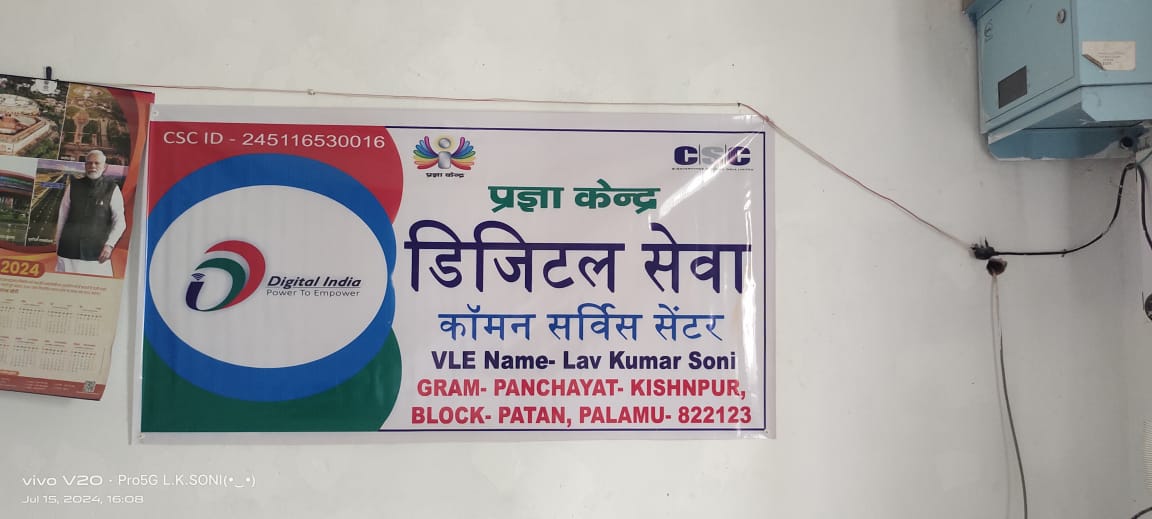 2024
CSC ID - 245116530016
प्रज्ञा केन्द्र
CSC
प्रज्ञा केन्द्र
डिजिटल सेवा
Digital India
Power To Empower
कॉमन सर्विस सेंटर
VLE Name- Lav Kumar Soni
GRAM- PANCHAYAT- KISHNPUR,
BLOCK- PATAN, PALAMU- 822123
vivo V20 · Pro5G L.K.SONI(•‿•)
Jul 15, 2024, 16:08